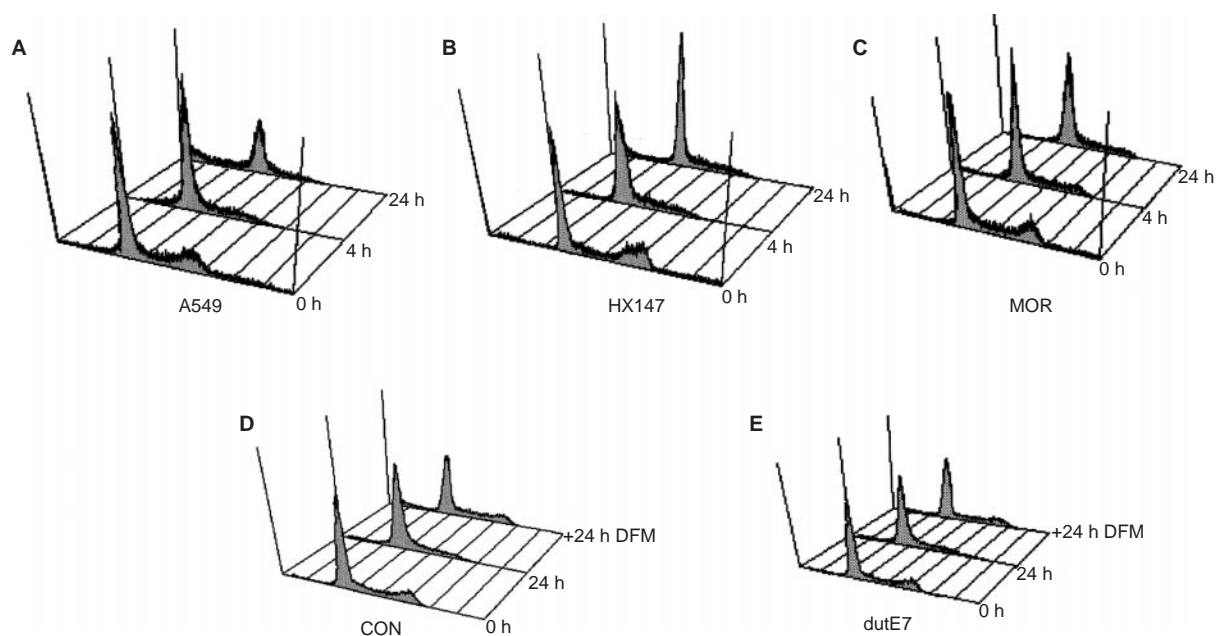 A
24 h
4 h
0 h
A549
B
24 h
4 h
0 h
HX147
C
24 h
4 h
0 h
MOR
D
+24 h DFM
24 h
0 h
CON
E
+24 h DFM
24 h
0 h
dutE7